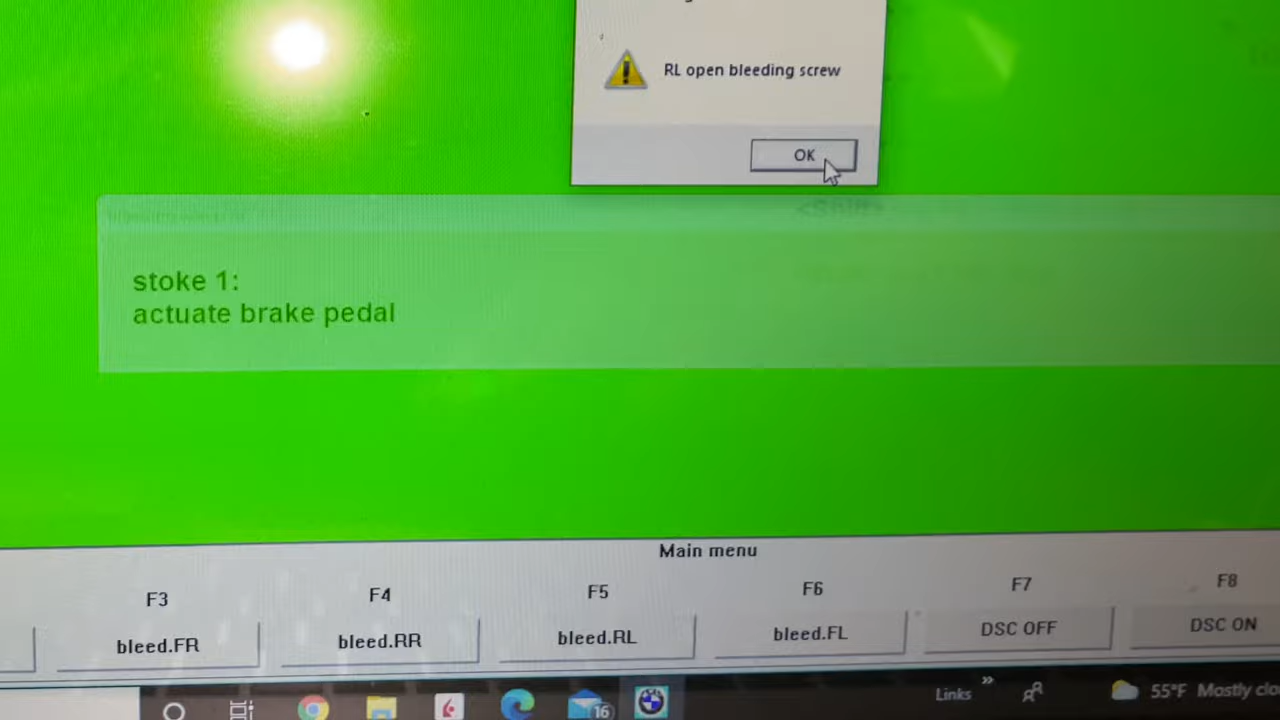 RL open bleeding screw
OK
stoke 1:
actuate brake pedal
Main menu
F3 F4 F5 F6 F7 F8
bleed.FR bleed.RR bleed.RL bleed.FL DSC OFF DSC ON
16 Links » 55°F Mostly clo